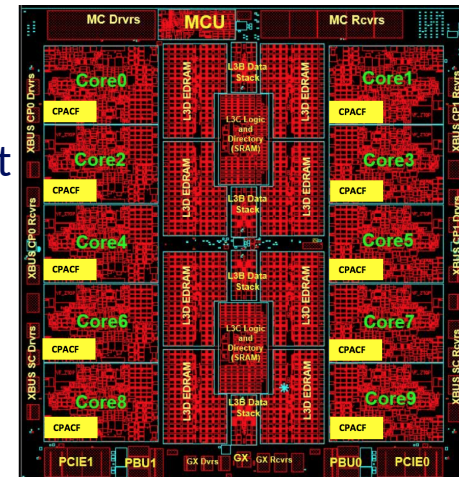 MC Drvrs
MCU
MC Rcvrs
XBUS CP0 Drvrs
Core0
CPACF
L3D EDRAM
L3B Data
Stack
L3D EDRAM
Core1
CPACF
XBUS CP1 Rcvrs
t
L3C Logic
and
Directory
(SRAM)
Core2
CPACF
L3D EDRAM
L3B Data
Stack
L3D EDRAM
Core3
CPACF
XBUS CP0 Rcvrs
Core4
CPACF
Core5
CPACF
XBUS CP1 Drvrs
L3D EDRAM
L3B Data
Stack
L3D EDRAM
Core6
CPACF
L3C Logic
and
Directory
(SRAM)
Core7
CPACF
XBUS SC Drvrs
XBUS SC Rcvrs
Core8
CPACF
L3D EDRAM
L3B Data
Stack
L3D EDRAM
Core9
CPACF
PCIE1
PBU1
GX Dvrs
GX
GX Rcvrs
PBU0
PCIE0